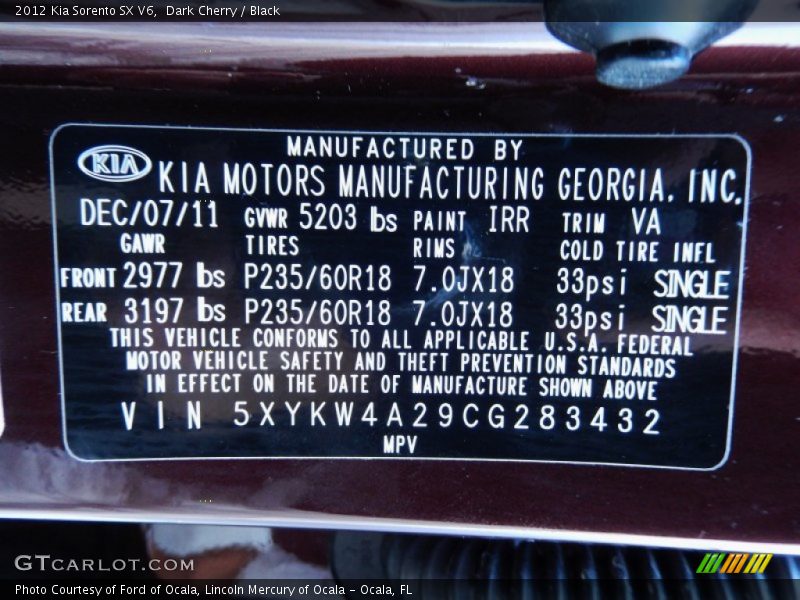 2012 Kia Sorento SX V6,  Dark Cherry / Black
MANUFACTURED BY
KIA KIA MOTORS MANUFACTURING GEORGIA, INC.
DEC/07/11 GVWR 5203 lbs PAINT IRR TRIM VA
GAWR TIRES RIMS COLD TIRE INFL
FRONT 2977 lbs P235/60R18 7.0JX18 33psi SINGLE
REAR 3197 lbs P235/60R18 7.0JX18 33psi SINGLE
THIS VEHICLE CONFORMS TO ALL APPLICABLE U.S.A. FEDERAL
MOTOR VEHICLE SAFETY AND THEFT PREVENTION STANDARDS
IN EFFECT ON THE DATE OF MANUFACTURE SHOWN ABOVE
VIN 5XYKW4A29CG283432
MPV
GTCARLOT.COM
Photo Courtesy of Ford of Ocala, Lincoln Mercury of Ocala - Ocala, FL